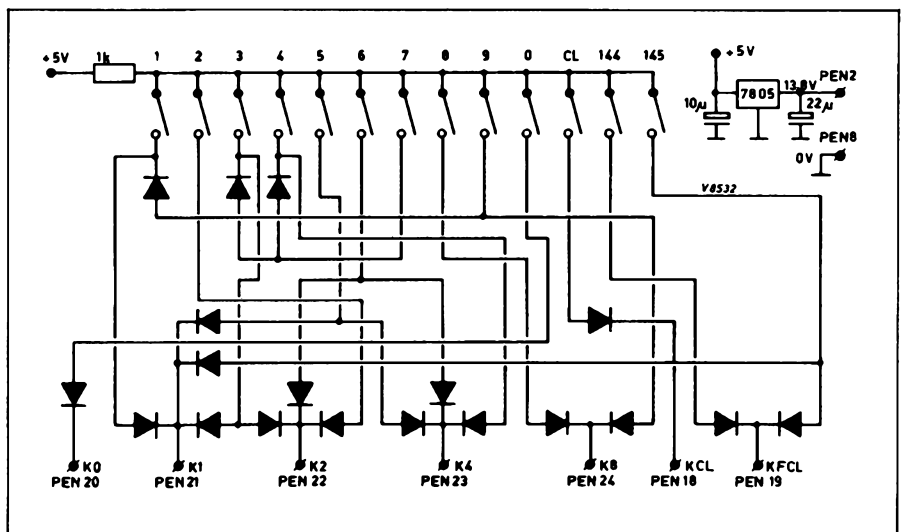 +5V
1k
1 2 3 4 5 6 7 8 9 0 CL 144 145
+5V
PEN2
7805
13,8V
10µ
22µ
PEN8
0V
V8532
K0
PEN 20
K1
PEN 21
K2
PEN 22
K4
PEN 23
K8
PEN 24
KCL
PEN 18
KFCL
PEN 19